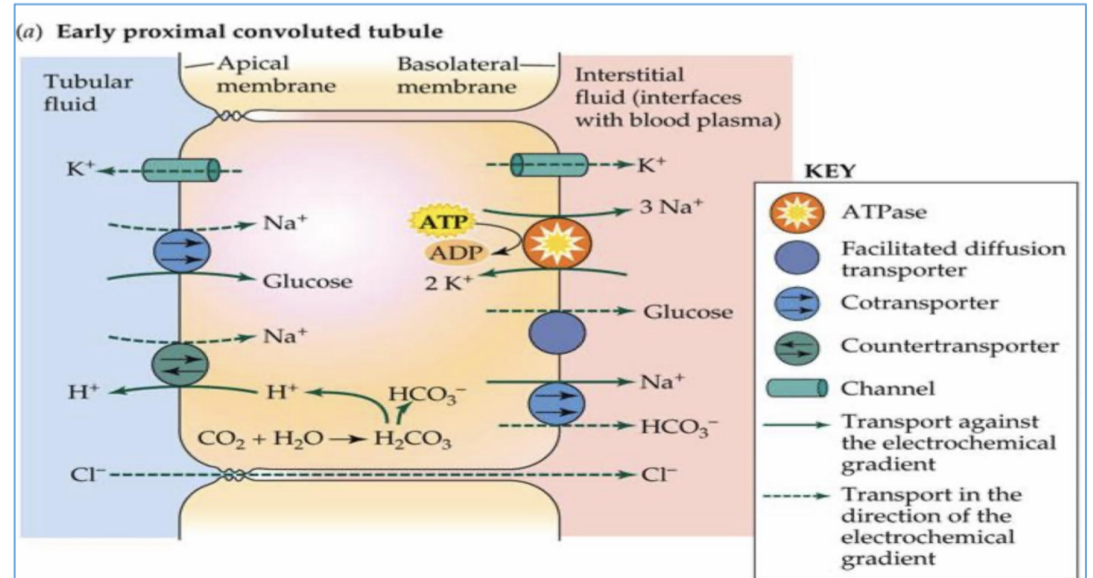 (a) Early proximal convoluted tubule
Tubular
fluid
Apical
membrane
Basolateral
membrane
Interstitial
fluid (interfaces
with blood plasma)
K⁺
K⁺
Na⁺
Glucose
ATP
ADP
3 Na⁺
2 K⁺
Glucose
Na⁺
H⁺
H⁺
HCO₃⁻
CO₂ + H₂O → H₂CO₃
Na⁺
HCO₃⁻
Cl⁻
Cl⁻
KEY
ATPase
Facilitated diffusion
transporter
Cotransporter
Countertransporter
Channel
Transport against
the electrochemical
gradient
Transport in the
direction of the
electrochemical
gradient